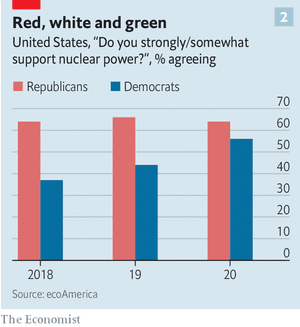 2
Red, white and green
United States, “Do you strongly/somewhat
support nuclear power?”, % agreeing
Republicans Democrats
70
60
50
40
30
20
10
0
2018 19 20
Source: ecoAmerica
The Economist